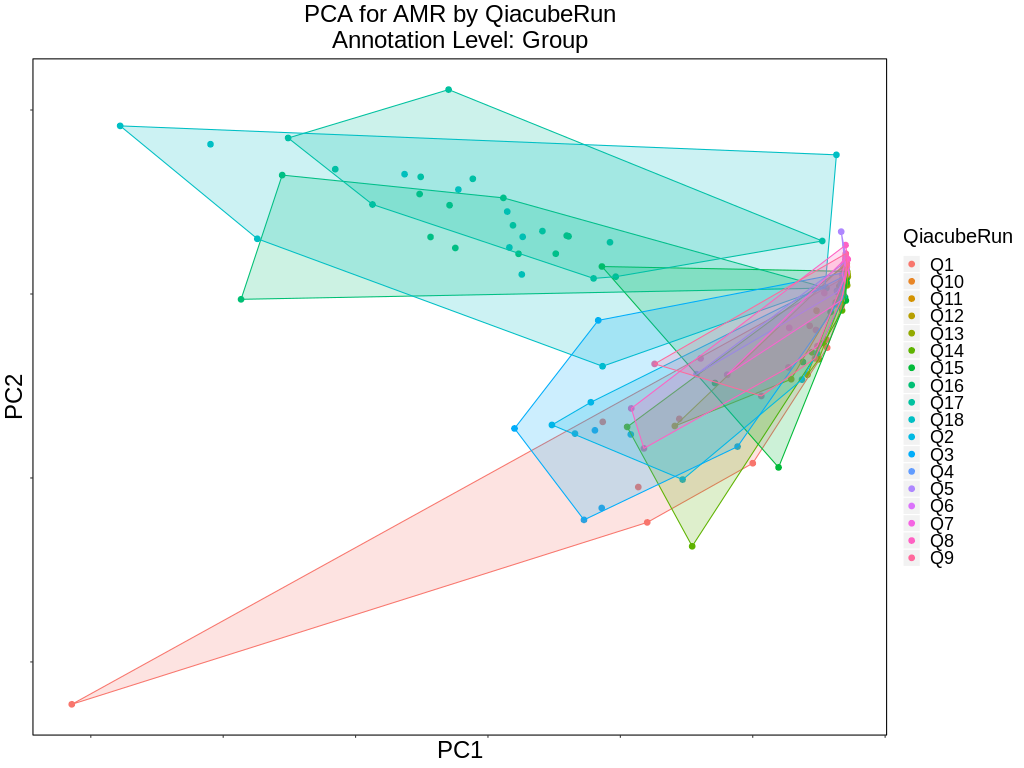 PCA for AMR by QiacubeRun
Annotation Level: Group
PC2
PC1
QiacubeRun
Q1
Q10
Q11
Q12
Q13
Q14
Q15
Q16
Q17
Q18
Q2
Q3
Q4
Q5
Q6
Q7
Q8
Q9